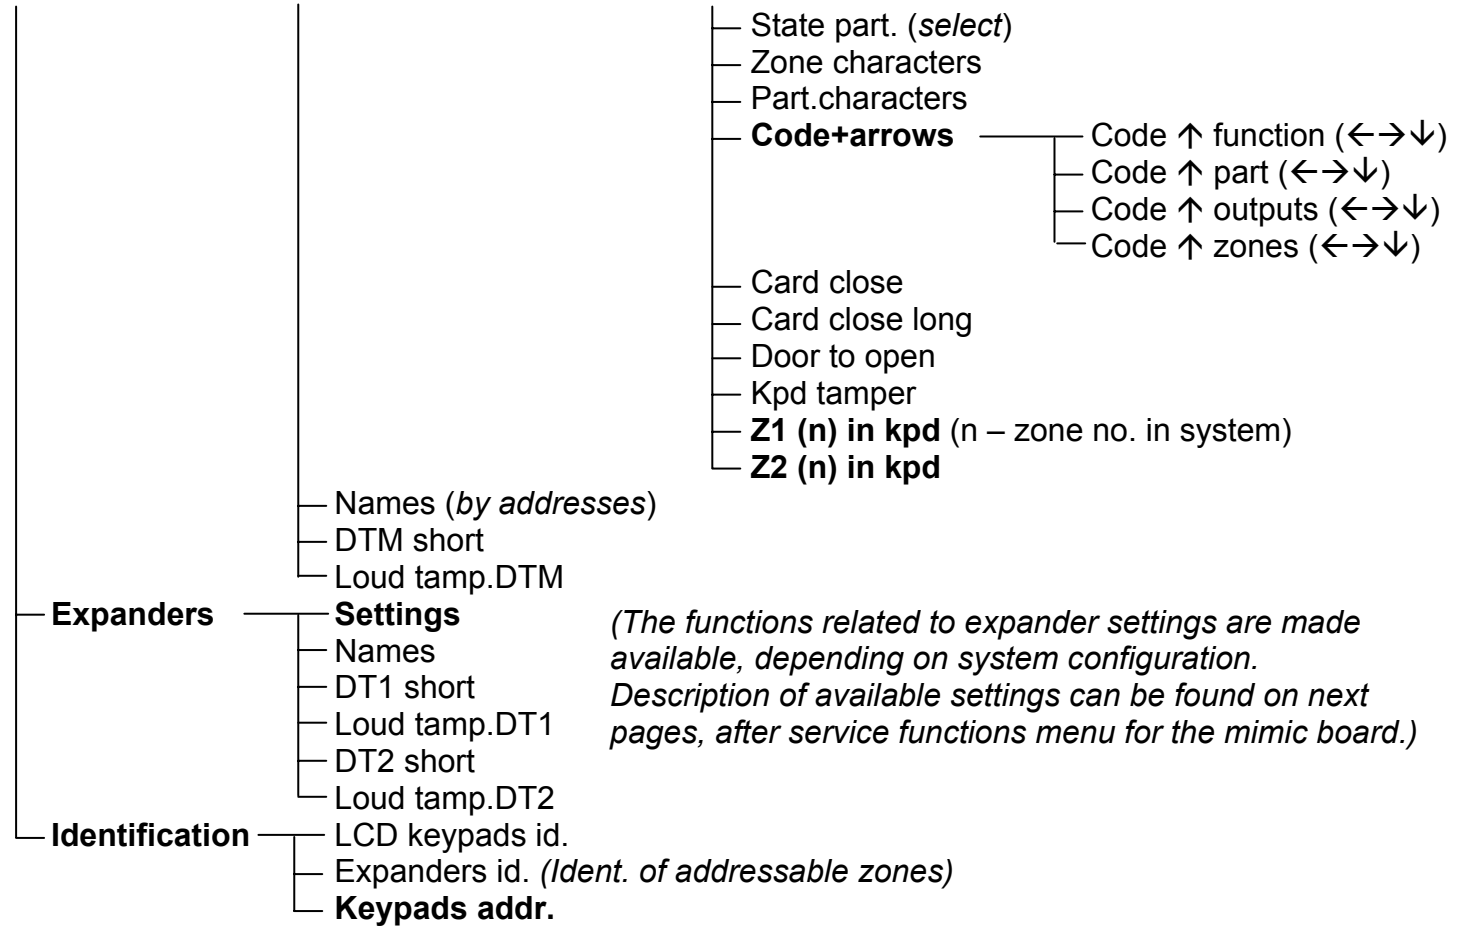 State part. (select)
Zone characters
Part.characters
Code+arrows
Code ↑ function (←→↓)
Code ↑ part (←→↓)
Code ↑ outputs (←→↓)
Code ↑ zones (←→↓)
Card close
Card close long
Door to open
Kpd tamper
Z1 (n) in kpd (n – zone no. in system)
Z2 (n) in kpd
Names (by addresses)
DTM short
Loud tamp.DTM
Expanders
Settings
Names
DT1 short
Loud tamp.DT1
DT2 short
Loud tamp.DT2
(The functions related to expander settings are made
available, depending on system configuration.
Description of available settings can be found on next
pages, after service functions menu for the mimic board.)
Identification
LCD keypads id.
Expanders id. (Ident. of addressable zones)
Keypads addr.